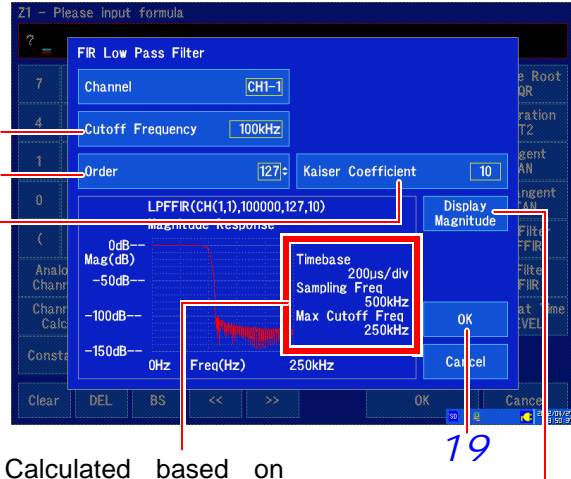 Z1 - Please input formula
?
FIR Low Pass Filter
Channel CH1-1
Cutoff Frequency 100kHz
Order 127 Kaiser Coefficient 10
LPFFIR(CH(1,1),100000,127,10)
Magnitude Response
Display
Magnitude
0dB--
Mag(dB)
-50dB--
-100dB--
-150dB--
0Hz Freq(Hz) 250kHz
Timebase
200µs/div
Sampling Freq
500kHz
Max Cutoff Freq
250kHz
OK
Cancel
7
4
1
0
(
Clear DEL BS << >> OK Cance
SD
19
Calculated based on